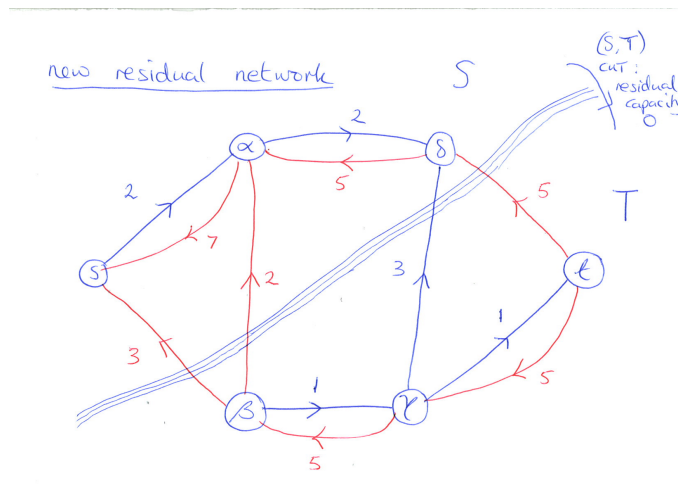 new residual network
S
(S,T)
cut:
residual
capacity
0
2
α
δ
5
2
7
5
T
s
2
3
t
3
1
1
5
β
γ
5